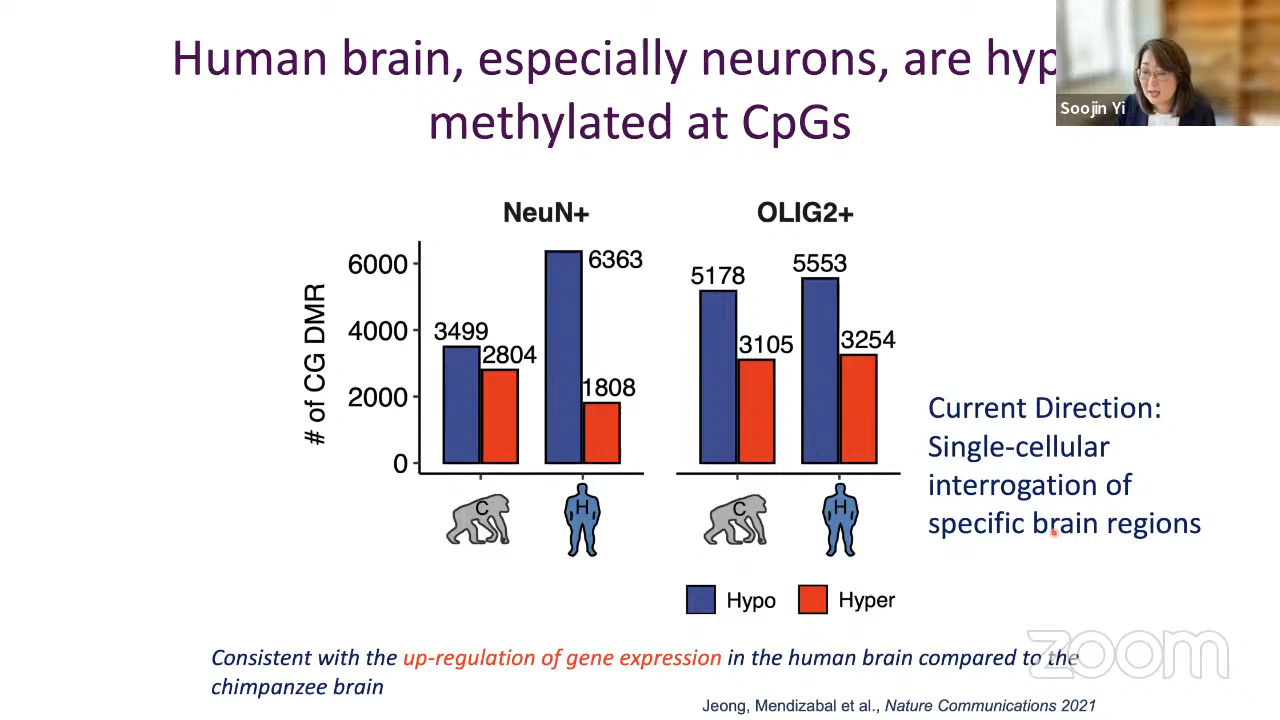 Human brain, especially neurons, are hyp
methylated at CpGs
Soojin Yi
NeuN+
OLIG2+
# of CG DMR
6000
4000
2000
0
3499
2804
6363
1808
5178
3105
5553
3254
C
H
C
H
Hypo
Hyper
Current Direction:
Single-cellular
interrogation of
specific brain regions
Consistent with the up-regulation of gene expression in the human brain compared to the
chimpanzee brain
zoom
Jeong, Mendizabal et al., Nature Communications 2021